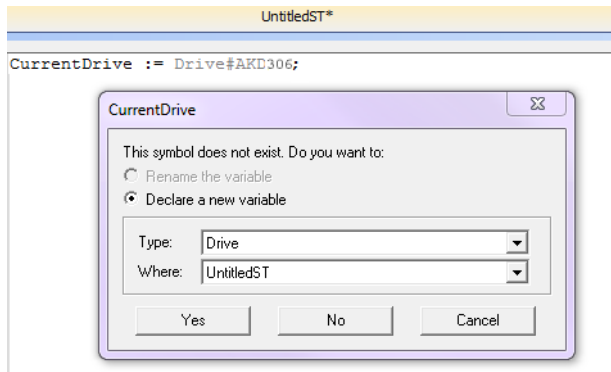 UntitledST*
CurrentDrive := Drive#AKD306;
CurrentDrive
This symbol does not exist. Do you want to:
Rename the variable
Declare a new variable
Type: Drive
Where: UntitledST
Yes No Cancel